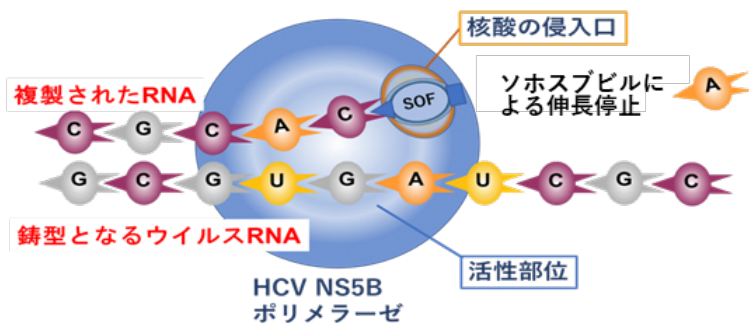 核酸の侵入口
ソホスブビルに
よる伸長停止
A
複製されたRNA
C G C A C SOF
G C G U G A U C G C
鋳型となるウイルスRNA
活性部位
HCV NS5B
ポリメラーゼ